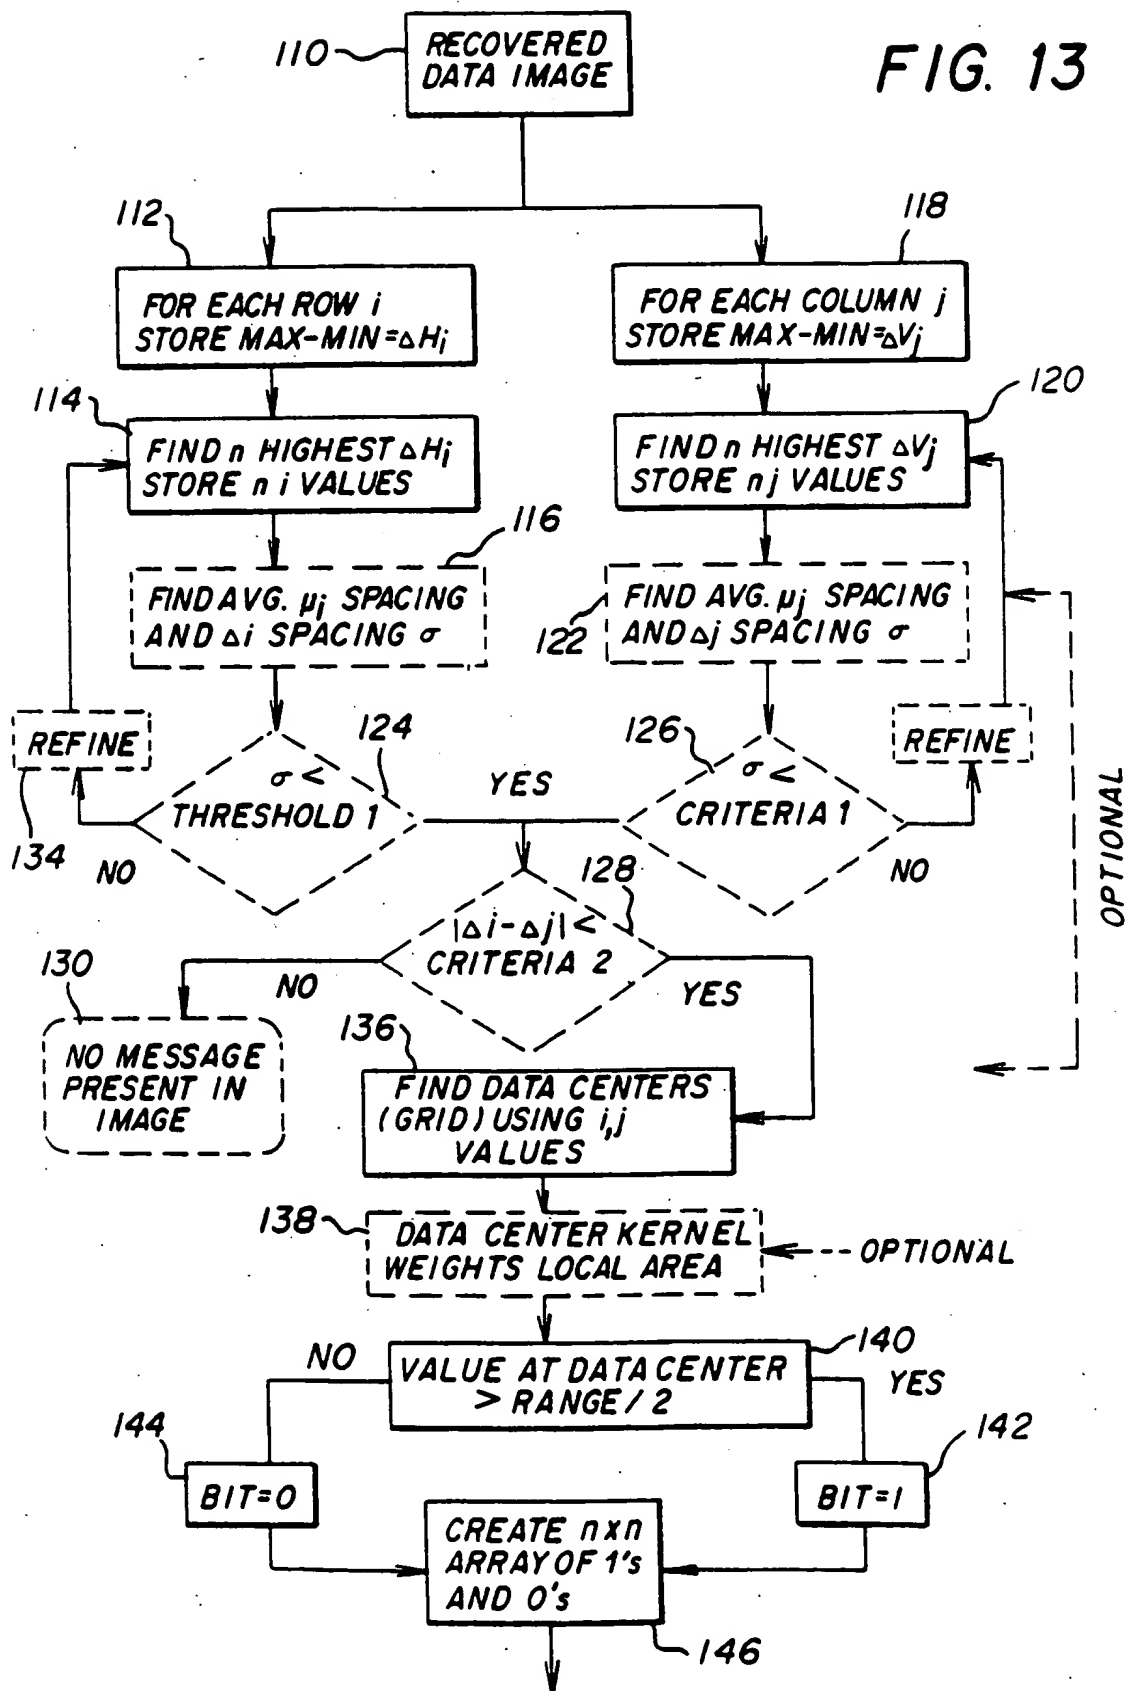 FIG. 13
110
RECOVERED
DATA IMAGE
112
FOR EACH ROW i
STORE MAX-MIN=ΔHi
118
FOR EACH COLUMN j
STORE MAX-MIN=ΔVj
114
FIND n HIGHEST ΔHi
STORE n i VALUES
120
FIND n HIGHEST ΔVj
STORE nj VALUES
116
FIND AVG. μi SPACING
AND Δi SPACING σ
122
FIND AVG. μj SPACING
AND Δj SPACING σ
REFINE
134
124
σ <
THRESHOLD 1
NO
YES
126
σ <
CRITERIA 1
NO
REFINE
OPTIONAL
128
|Δi-Δj| <
CRITERIA 2
NO
YES
130
NO MESSAGE
PRESENT IN
IMAGE
136
FIND DATA CENTERS
(GRID) USING i,j
VALUES
138
DATA CENTER KERNEL
WEIGHTS LOCAL AREA
OPTIONAL
140
VALUE AT DATA CENTER
> RANGE / 2
NO
YES
144
BIT=0
142
BIT=1
CREATE nxn
ARRAY OF 1's
AND 0's
146